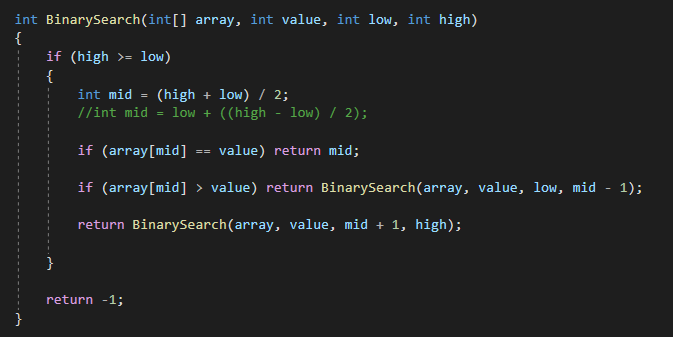 int BinarySearch(int[] array, int value, int low, int high)
{
if (high >= low)
{
int mid = (high + low) / 2;
//int mid = low + ((high - low) / 2);
if (array[mid] == value) return mid;
if (array[mid] > value) return BinarySearch(array, value, low, mid - 1);
return BinarySearch(array, value, mid + 1, high);
}
return -1;
}